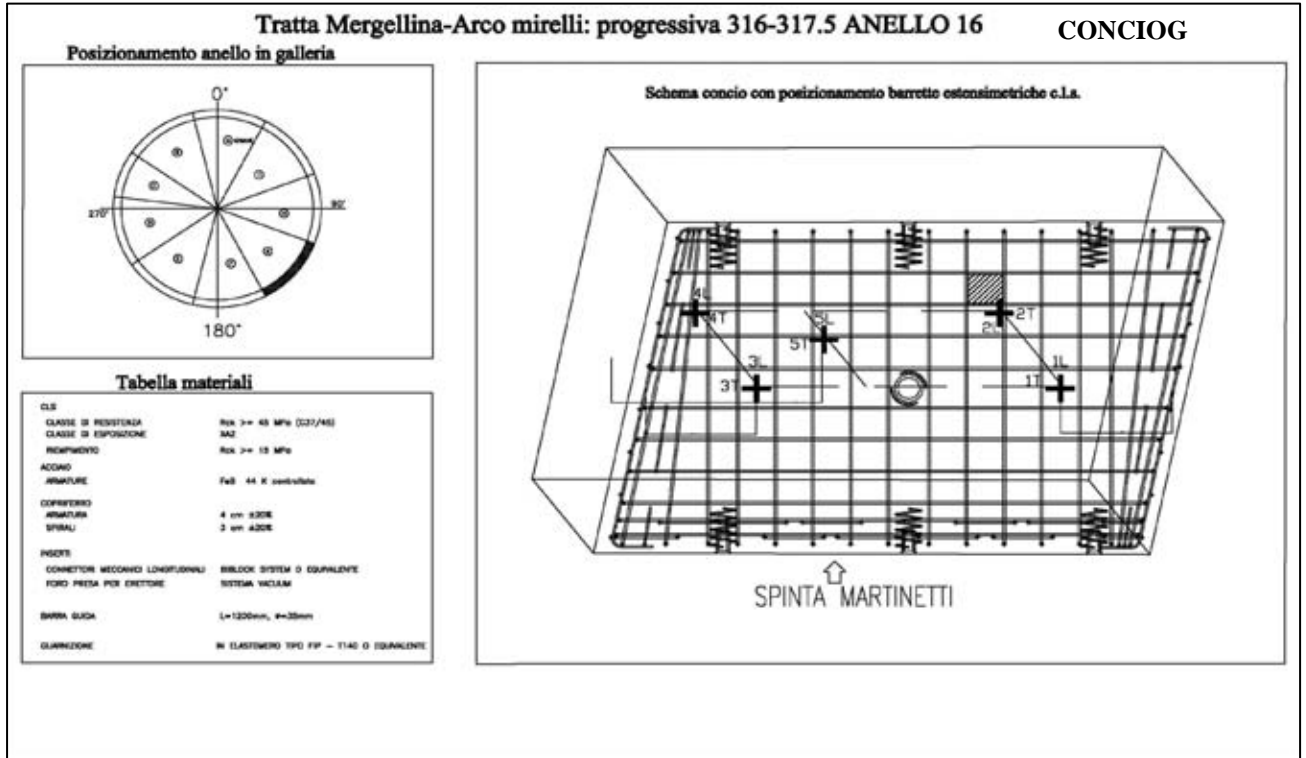 Tratta Mergellina-Arco mirelli: progressiva 316-317.5 ANELLO 16 CONCIOG
Posizionamento anello in galleria
0°
90°
270°
180°
Tabella materiali
CLS
CLASSE DI RESISTENZA Rck >= 45 MPa (C37/45)
CLASSE DI ESPOSIZIONE XA2
RIEMPIMENTO Rck >= 15 MPa
ACCIAIO
ARMATURE FeB 44 K controllato
COPRIFERRO
ARMATURA 4 cm ±20%
SPIRALI ±20%
INSERTI
CONNETTORI MECCANICI LONGITUDINALI BIBLOCK SYSTEM O EQUIVALENTE
FORO PRESA PER ERETTORE SISTEMA VACUUM
BARRA GUIDA L=1200mm,
GUARNIZIONE IN ELASTOMERO TIPO FIP - T140 O EQUIVALENTE
Schema concio con posizionamento barrette estensimetriche c.l.s.
4L
4T
5L
5T
2T
2L
3L
3T
1L
1T
SPINTA MARTINETTI